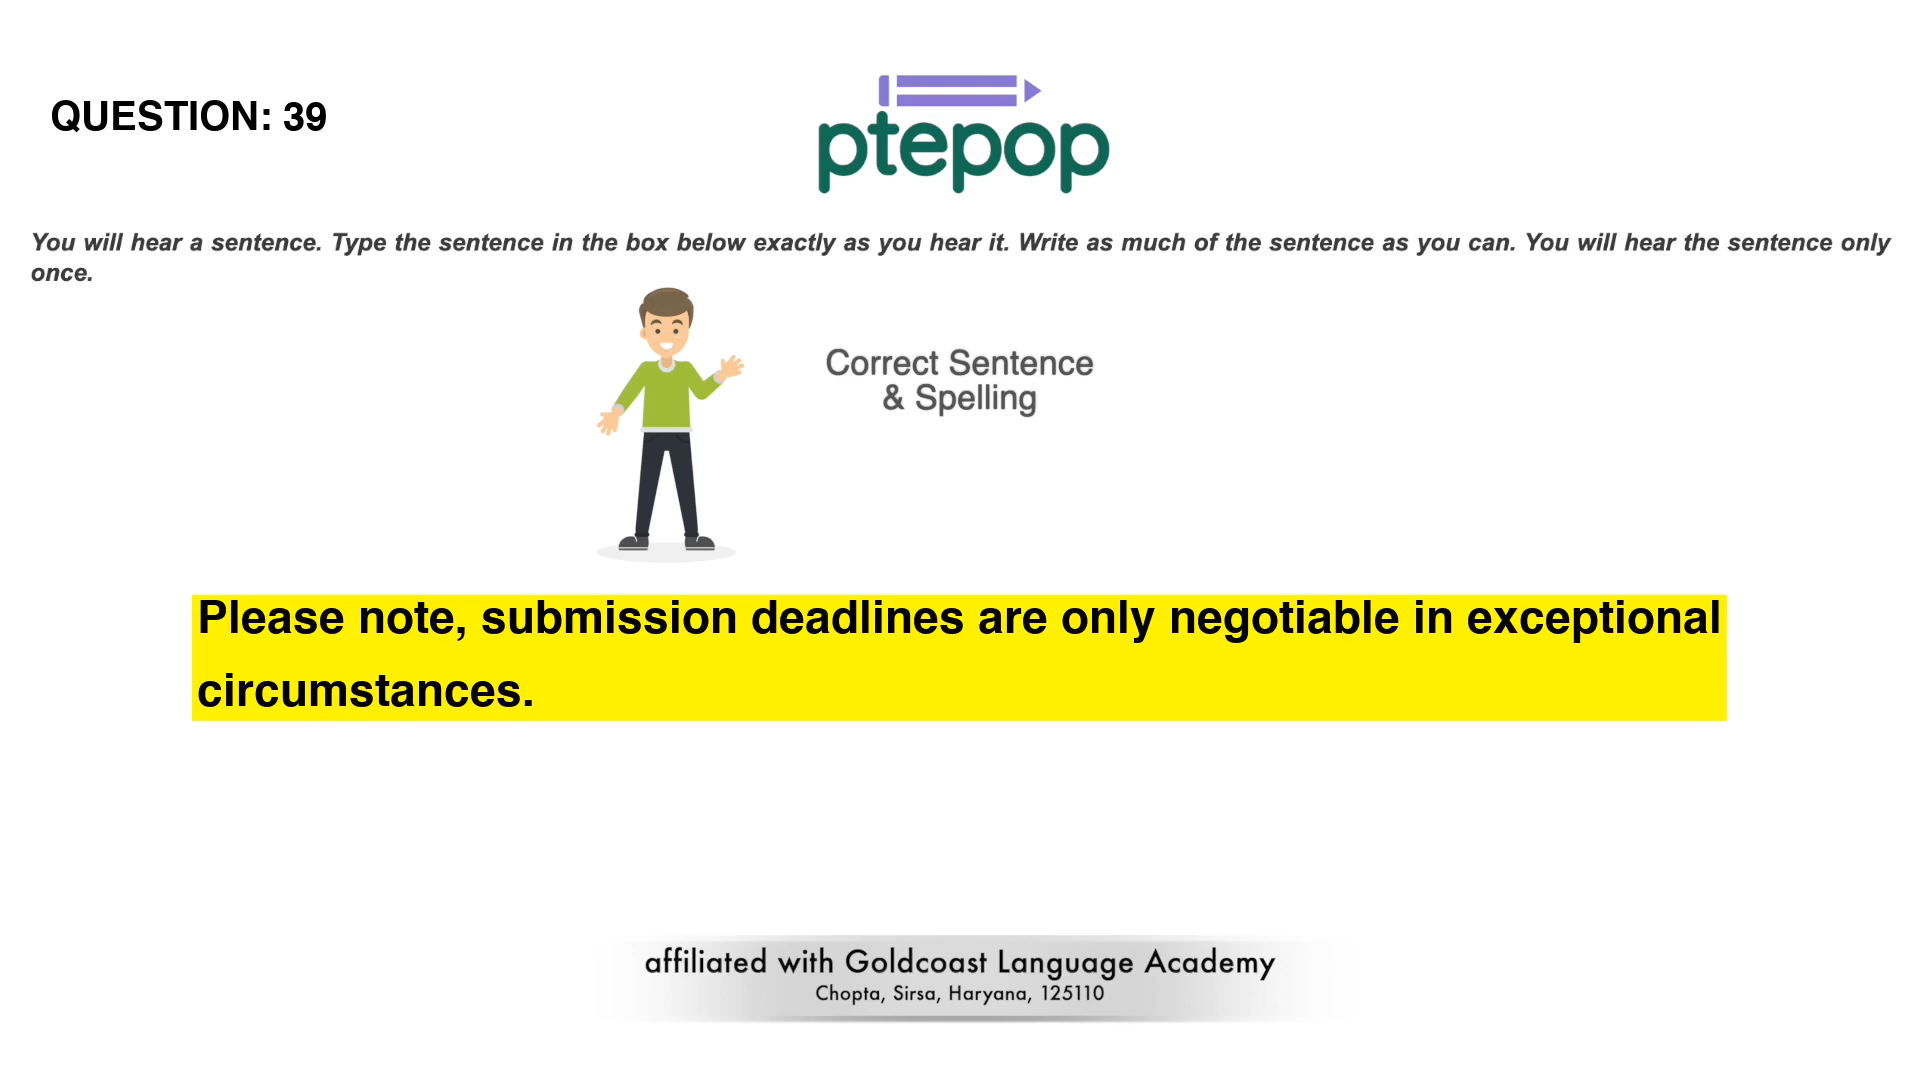 QUESTION: 39
ptepop
You will hear a sentence. Type the sentence in the box below exactly as you hear it. Write as much of the sentence as you can. You will hear the sentence only
once.
Correct Sentence
& Spelling
Please note, submission deadlines are only negotiable in exceptional
circumstances.
affiliated with Goldcoast Language Academy
Chopta, Sirsa, Haryana, 125110